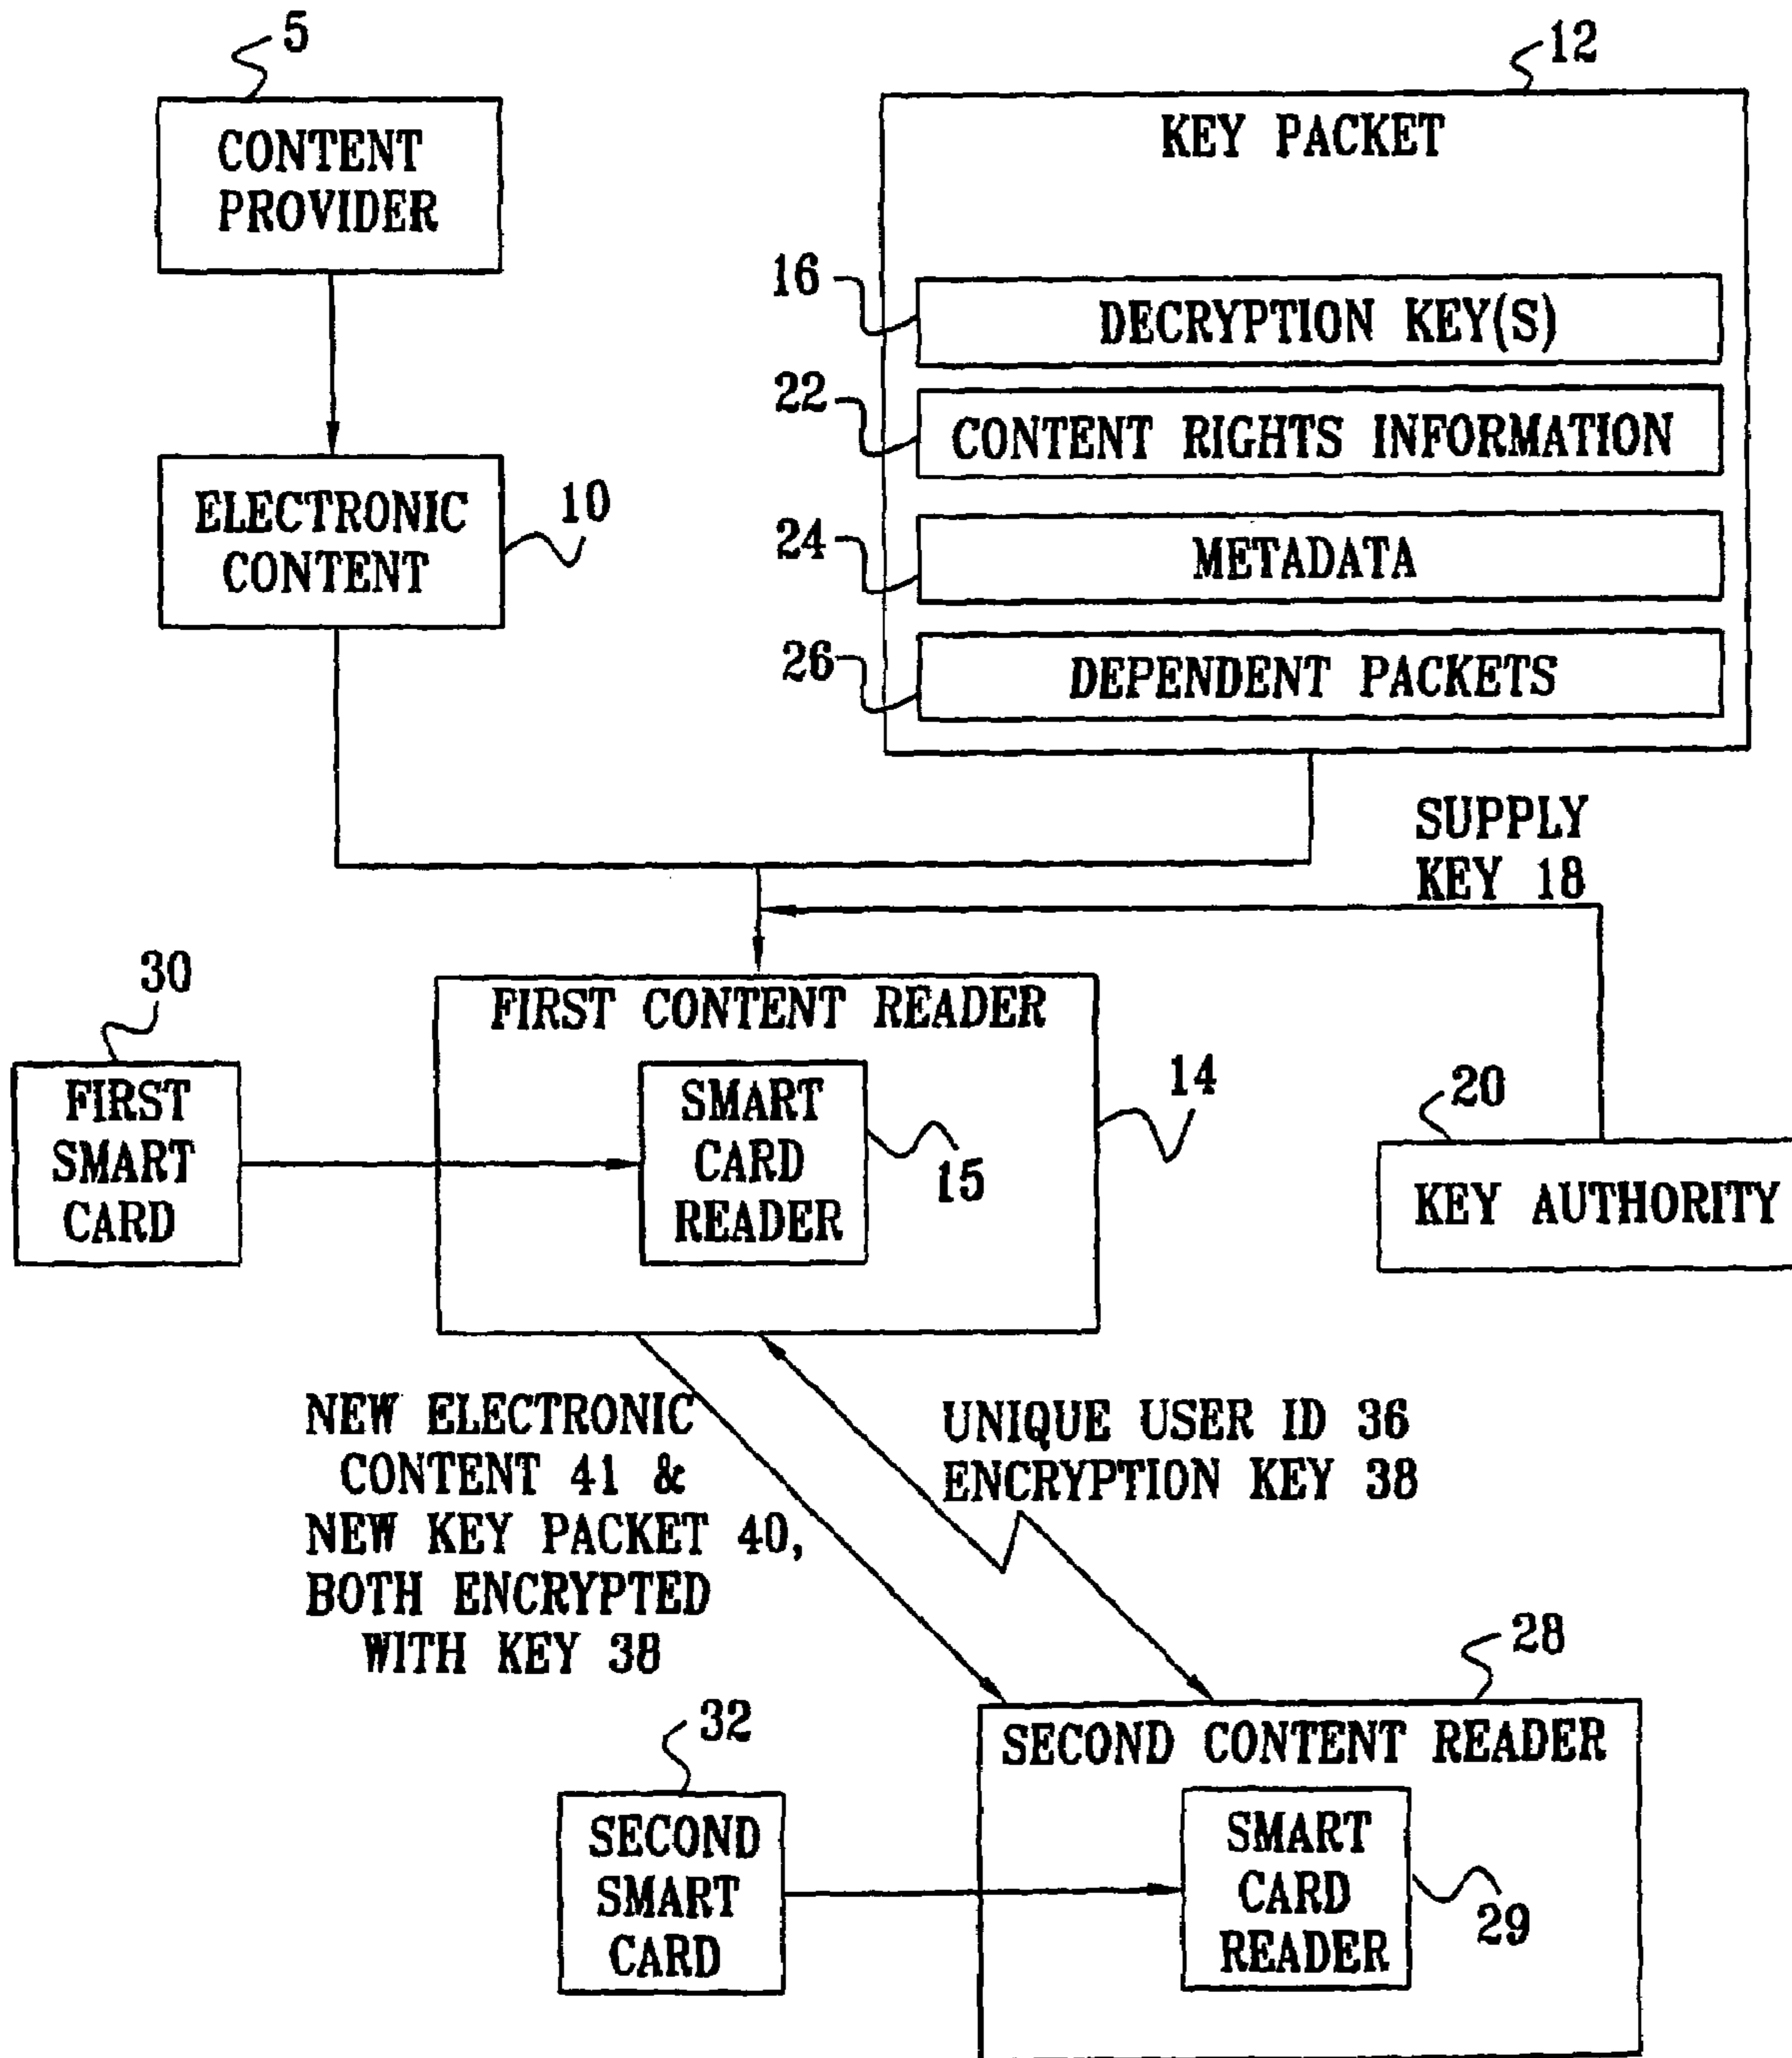 5
CONTENT
PROVIDER
12
KEY PACKET
16
DECRYPTION KEY(S)
22
CONTENT RIGHTS INFORMATION
24
METADATA
26
DEPENDENT PACKETS
ELECTRONIC
CONTENT
10
SUPPLY
KEY 18
30
FIRST
SMART
CARD
FIRST CONTENT READER
SMART
CARD
READER
15
14
20
KEY AUTHORITY
NEW ELECTRONIC
CONTENT 41 &
NEW KEY PACKET 40,
BOTH ENCRYPTED
WITH KEY 38
UNIQUE USER ID 36
ENCRYPTION KEY 38
28
SECOND CONTENT READER
32
SECOND
SMART
CARD
SMART
CARD
READER
29